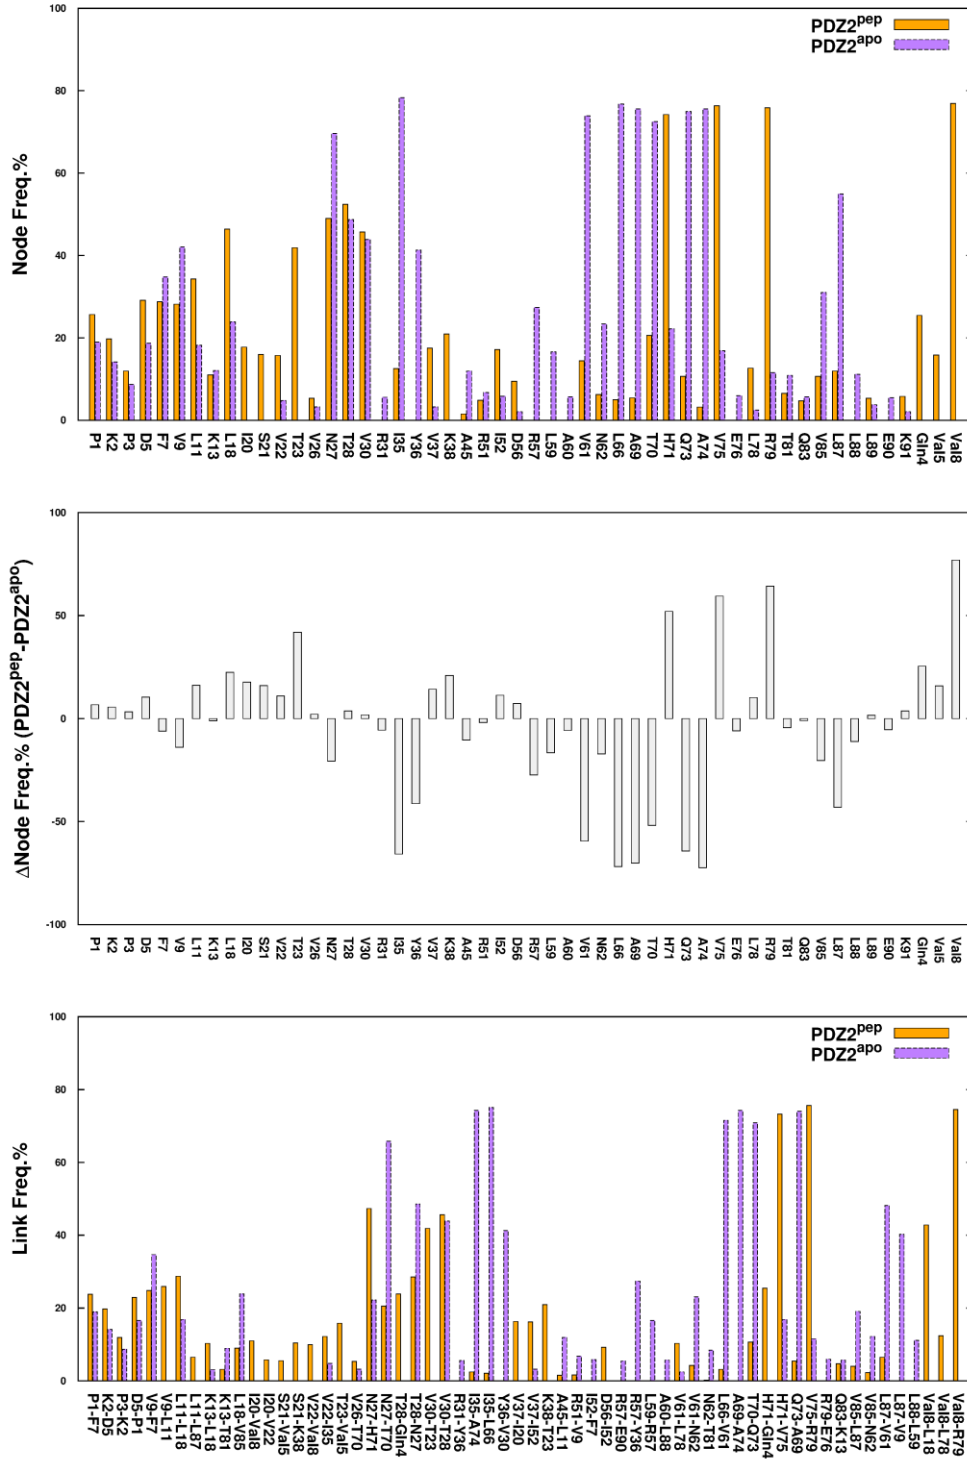 100
80
60
40
20
0
Node Freq.%
PDZ2pep
PDZ2apo
P1
K2
P3
D5
F7
V9
L11
K13
L18
I20
S21
V22
T23
V26
N27
T28
V30
R31
I35
Y36
V37
K38
A45
R51
I52
D56
R57
L59
A60
V61
N62
L66
A69
T70
H71
Q73
A74
V75
E76
L78
R79
T81
Q83
V85
L87
L88
L89
E90
K91
Gln4
Val5
Val8
100
50
0
-50
-100
ΔNode Freq.% (PDZ2pep-PDZ2apo)
P1
K2
P3
D5
F7
V9
L11
K13
L18
I20
S21
V22
T23
V26
N27
T28
V30
R31
I35
Y36
V37
K38
A45
R51
I52
D56
R57
L59
A60
V61
N62
L66
A69
T70
H71
Q73
A74
V75
E76
L78
R79
T81
Q83
V85
L87
L88
L89
E90
K91
Gln4
Val5
Val8
100
80
60
40
20
0
Link Freq.%
PDZ2pep
PDZ2apo
P1-F7
K2-D5
P3-K2
D5-P1
V9-F7
V9-L11
L11-L18
L11-L87
K13-L18
K13-T81
L18-V85
I20-Val8
I20-V22
S21-Val5
S21-K38
V22-Val8
V22-I35
T23-Val5
V26-T70
N27-H71
N27-T70
T28-Gln4
T28-N27
V30-T23
V30-T28
R31-Y36
I35-A74
I35-L66
Y36-V30
V37-I20
V37-I52
K38-T23
A45-L11
R51-V9
I52-F7
D56-I52
R57-E90
R57-Y36
L59-R57
A60-L88
V61-L78
V61-N62
N62-T81
L66-V61
A69-A74
T70-Q73
H71-Gln4
H71-V75
Q73-A69
V75-R79
R79-E76
Q83-K13
V85-L87
V85-N62
L87-V61
L87-V9
L88-L59
Val8-L18
Val8-L78
Val8-R79